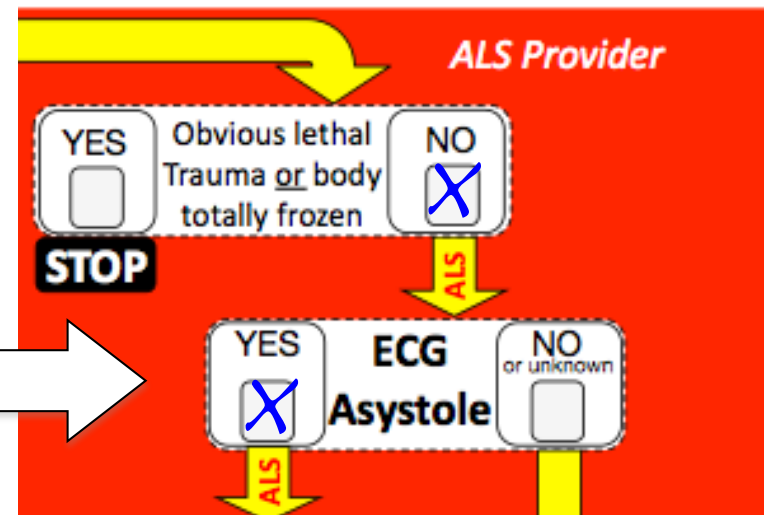 ALS Provider
YES
Obvious lethal
Trauma or body
totally frozen
NO
STOP
ALS
YES
ECG
Asystole
NO
or unknown
ALS